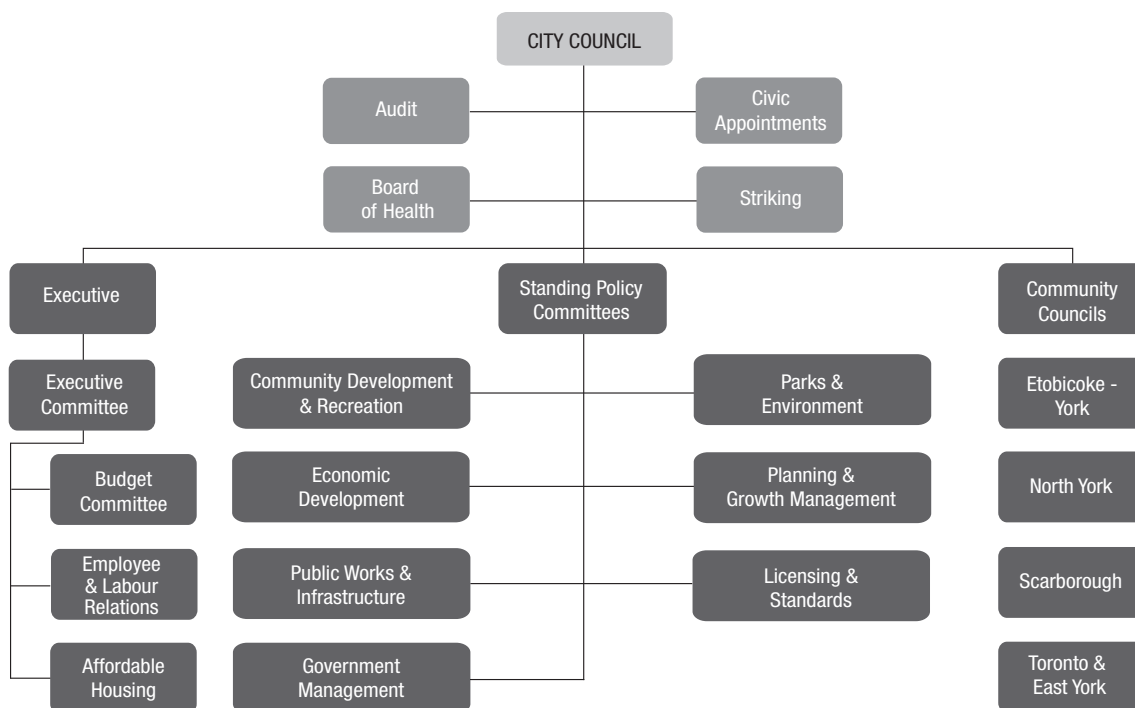 CITY COUNCIL
Audit
Civic
Appointments
Board
of Health
Striking
Executive
Standing Policy
Committees
Community
Councils
Executive
Committee
Community Development
& Recreation
Parks &
Environment
Etobicoke -
York
Budget
Committee
Economic
Development
Planning &
Growth Management
North York
Employee
& Labour
Relations
Public Works &
Infrastructure
Licensing &
Standards
Scarborough
Affordable
Housing
Government
Management
Toronto &
East York